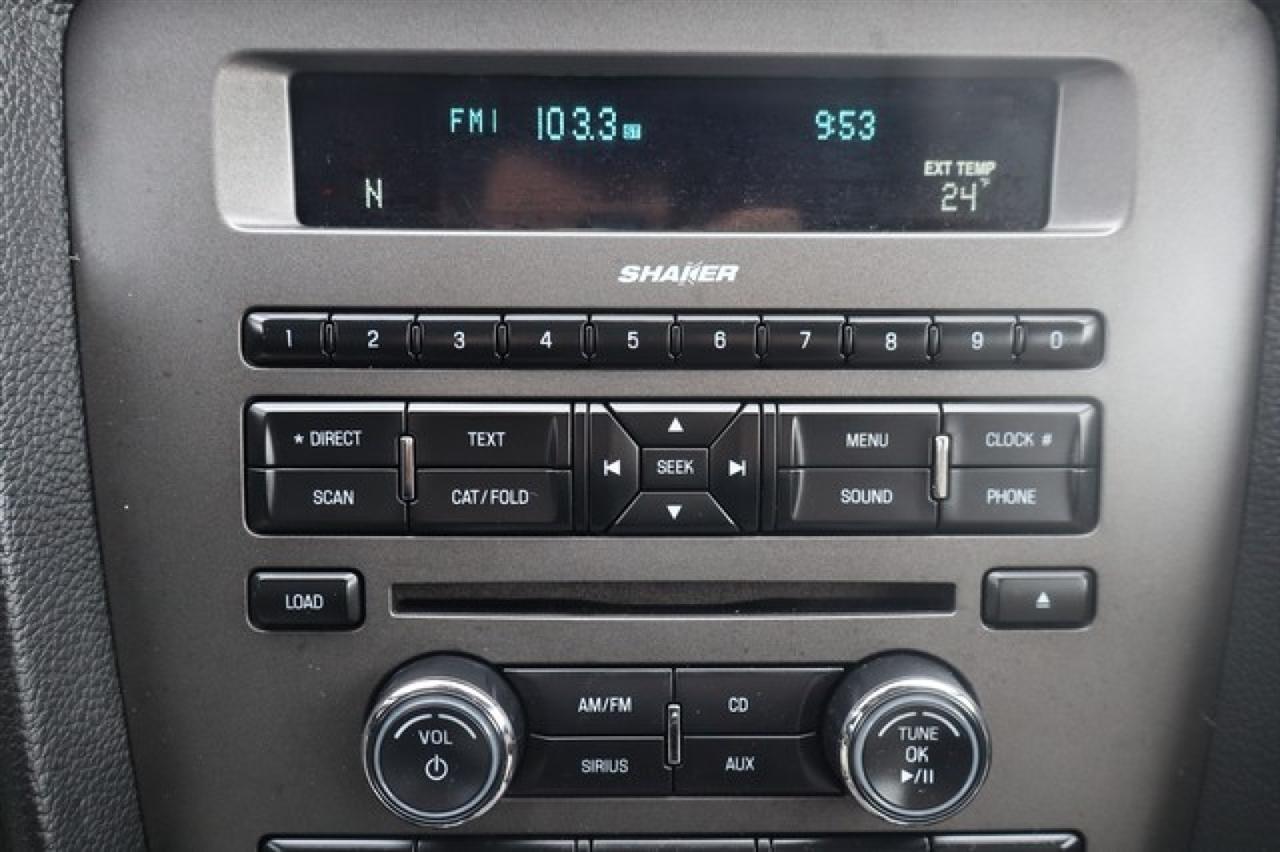 FM1 103.3 ST 9:53
EXT TEMP
N 24°F
SHAKER
1 2 3 4 5 6 7 8 9 0
* DIRECT TEXT MENU CLOCK #
SEEK
SCAN CAT/FOLD SOUND PHONE
LOAD
AM/FM CD
VOL TUNE
OK
SIRIUS AUX